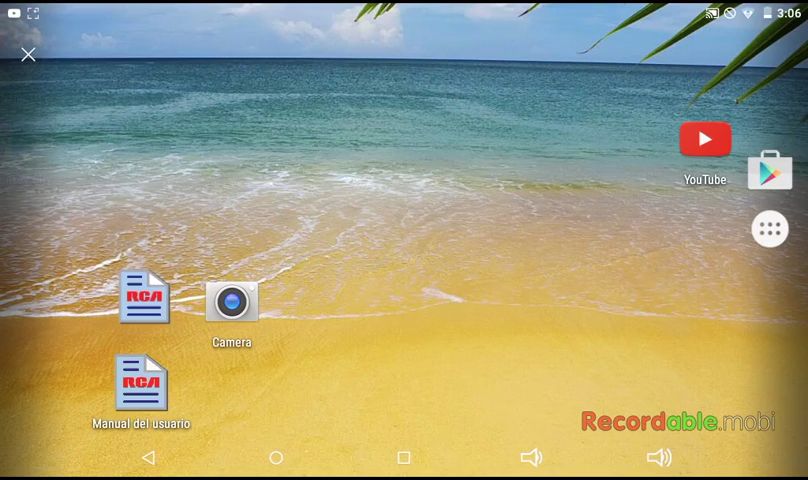 3:06
YouTube
RCA
Camera
RCA
Manual del usuario
Recordable.mobi